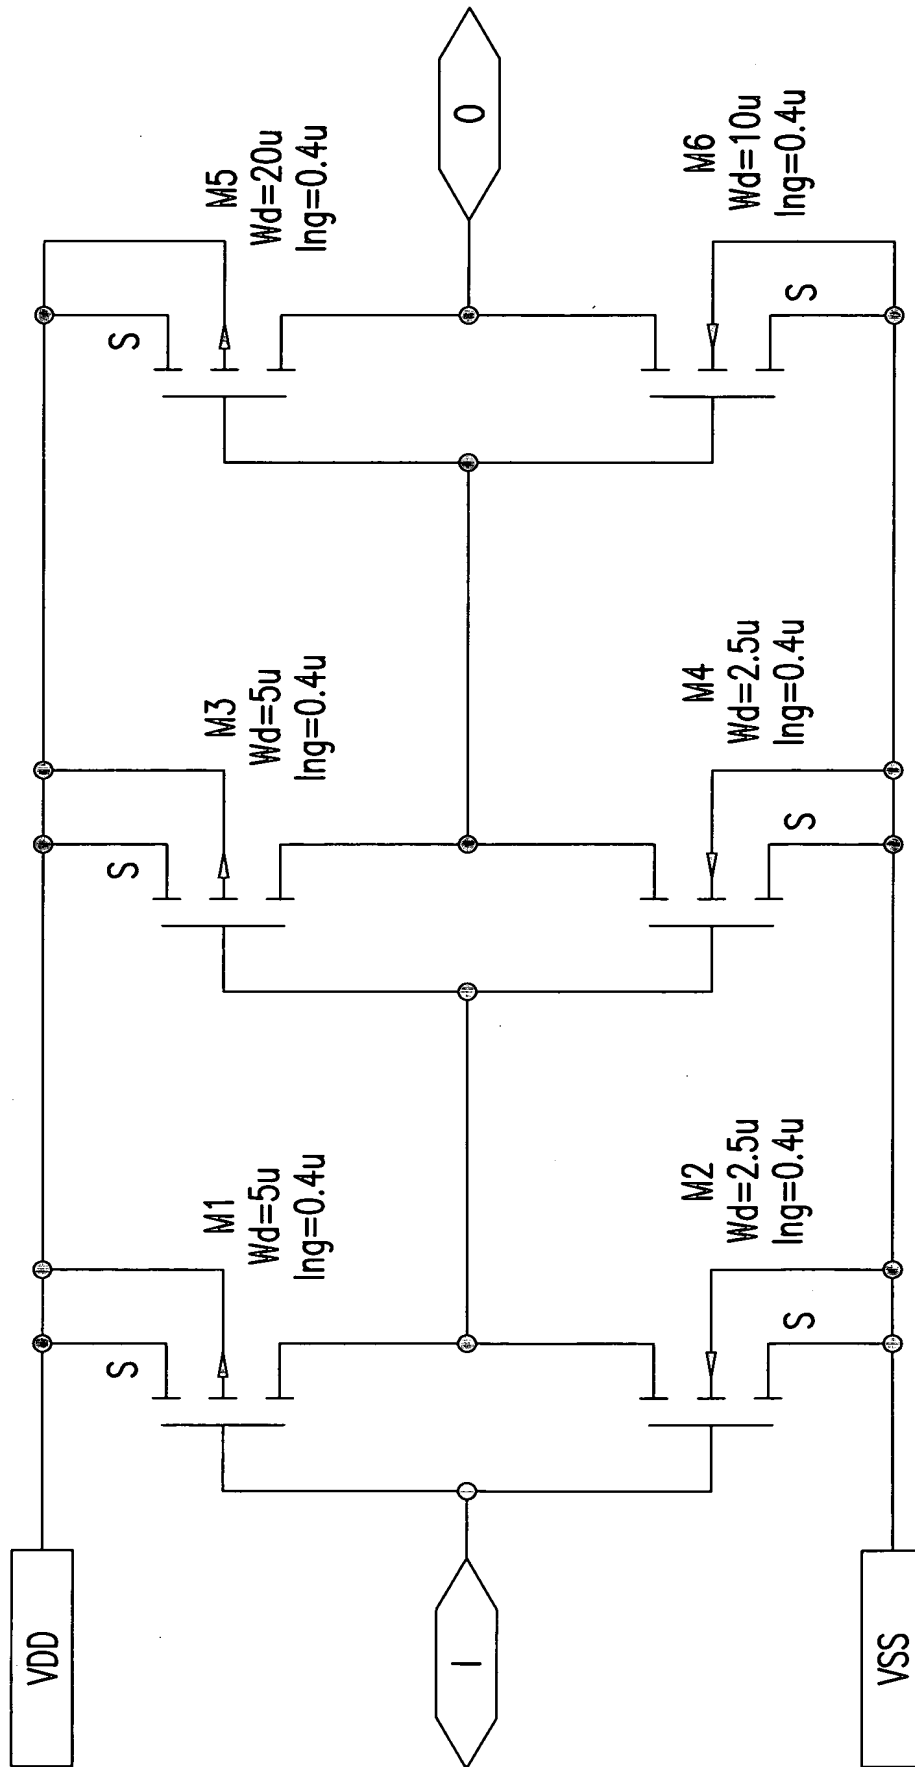 VDD
I
VSS
S
M1
Wd=5u
lng=0.4u
S
M2
Wd=2.5u
lng=0.4u
S
M3
Wd=5u
lng=0.4u
S
M4
Wd=2.5u
lng=0.4u
S
M5
Wd=20u
lng=0.4u
S
M6
Wd=10u
lng=0.4u
O